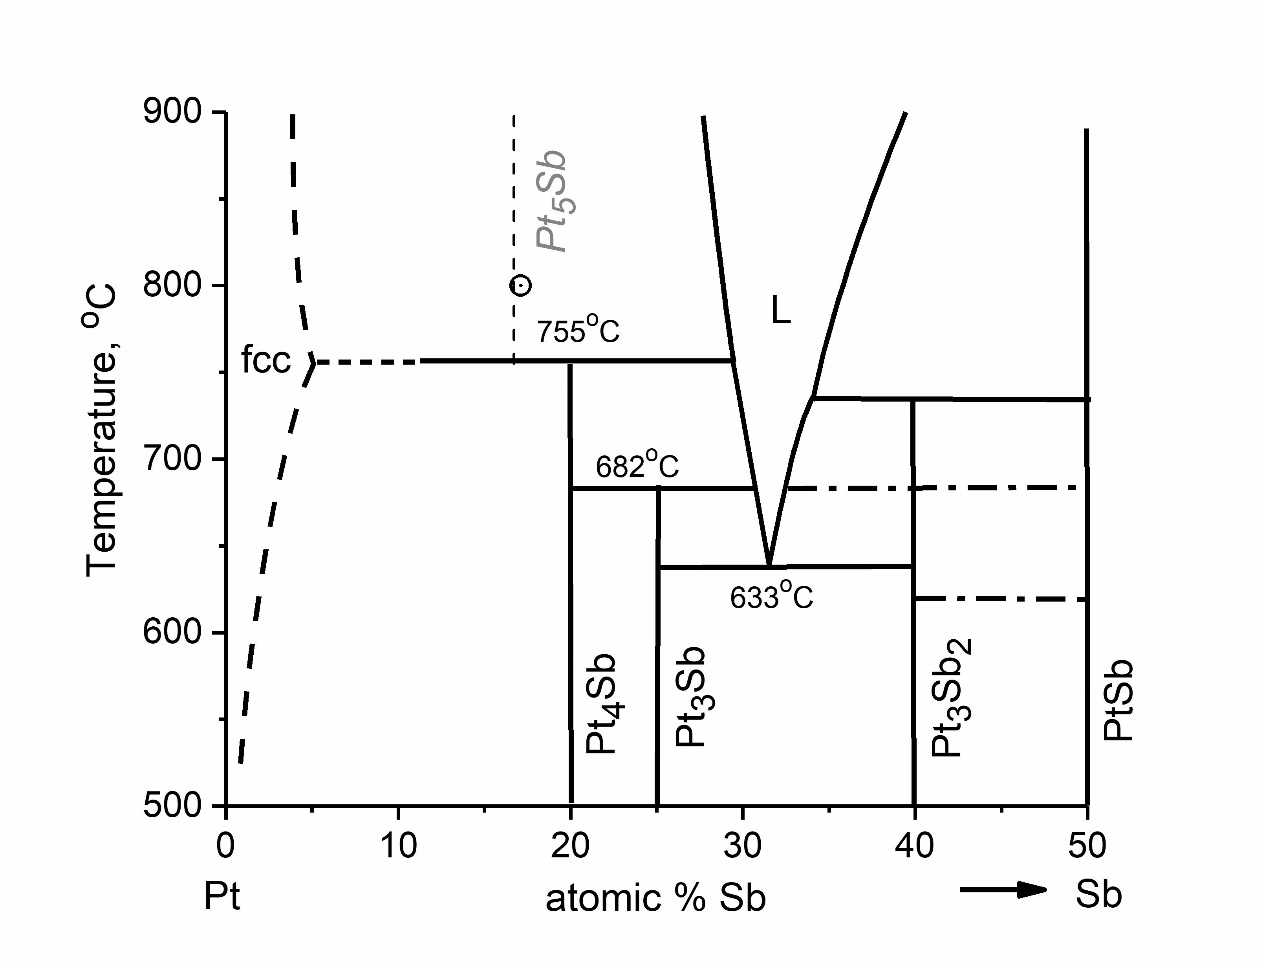 900
800
700
600
500
Temperature, °C
fcc
Pt₅Sb
755°C
L
682°C
633°C
Pt₄Sb
Pt₃Sb
Pt₃Sb₂
PtSb
0 10 20 30 40 50
Pt atomic % Sb Sb